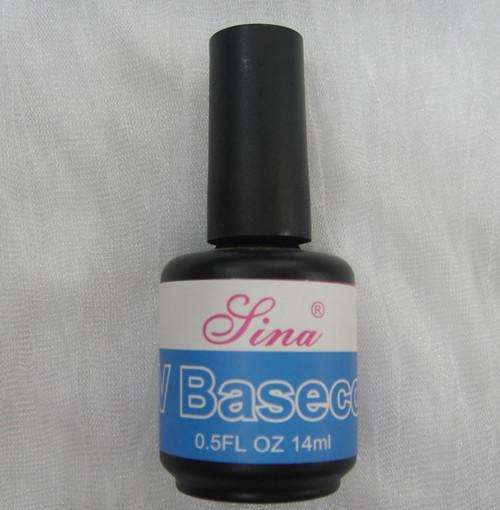 Sina®
V Baseco
0.5FL OZ 14ml